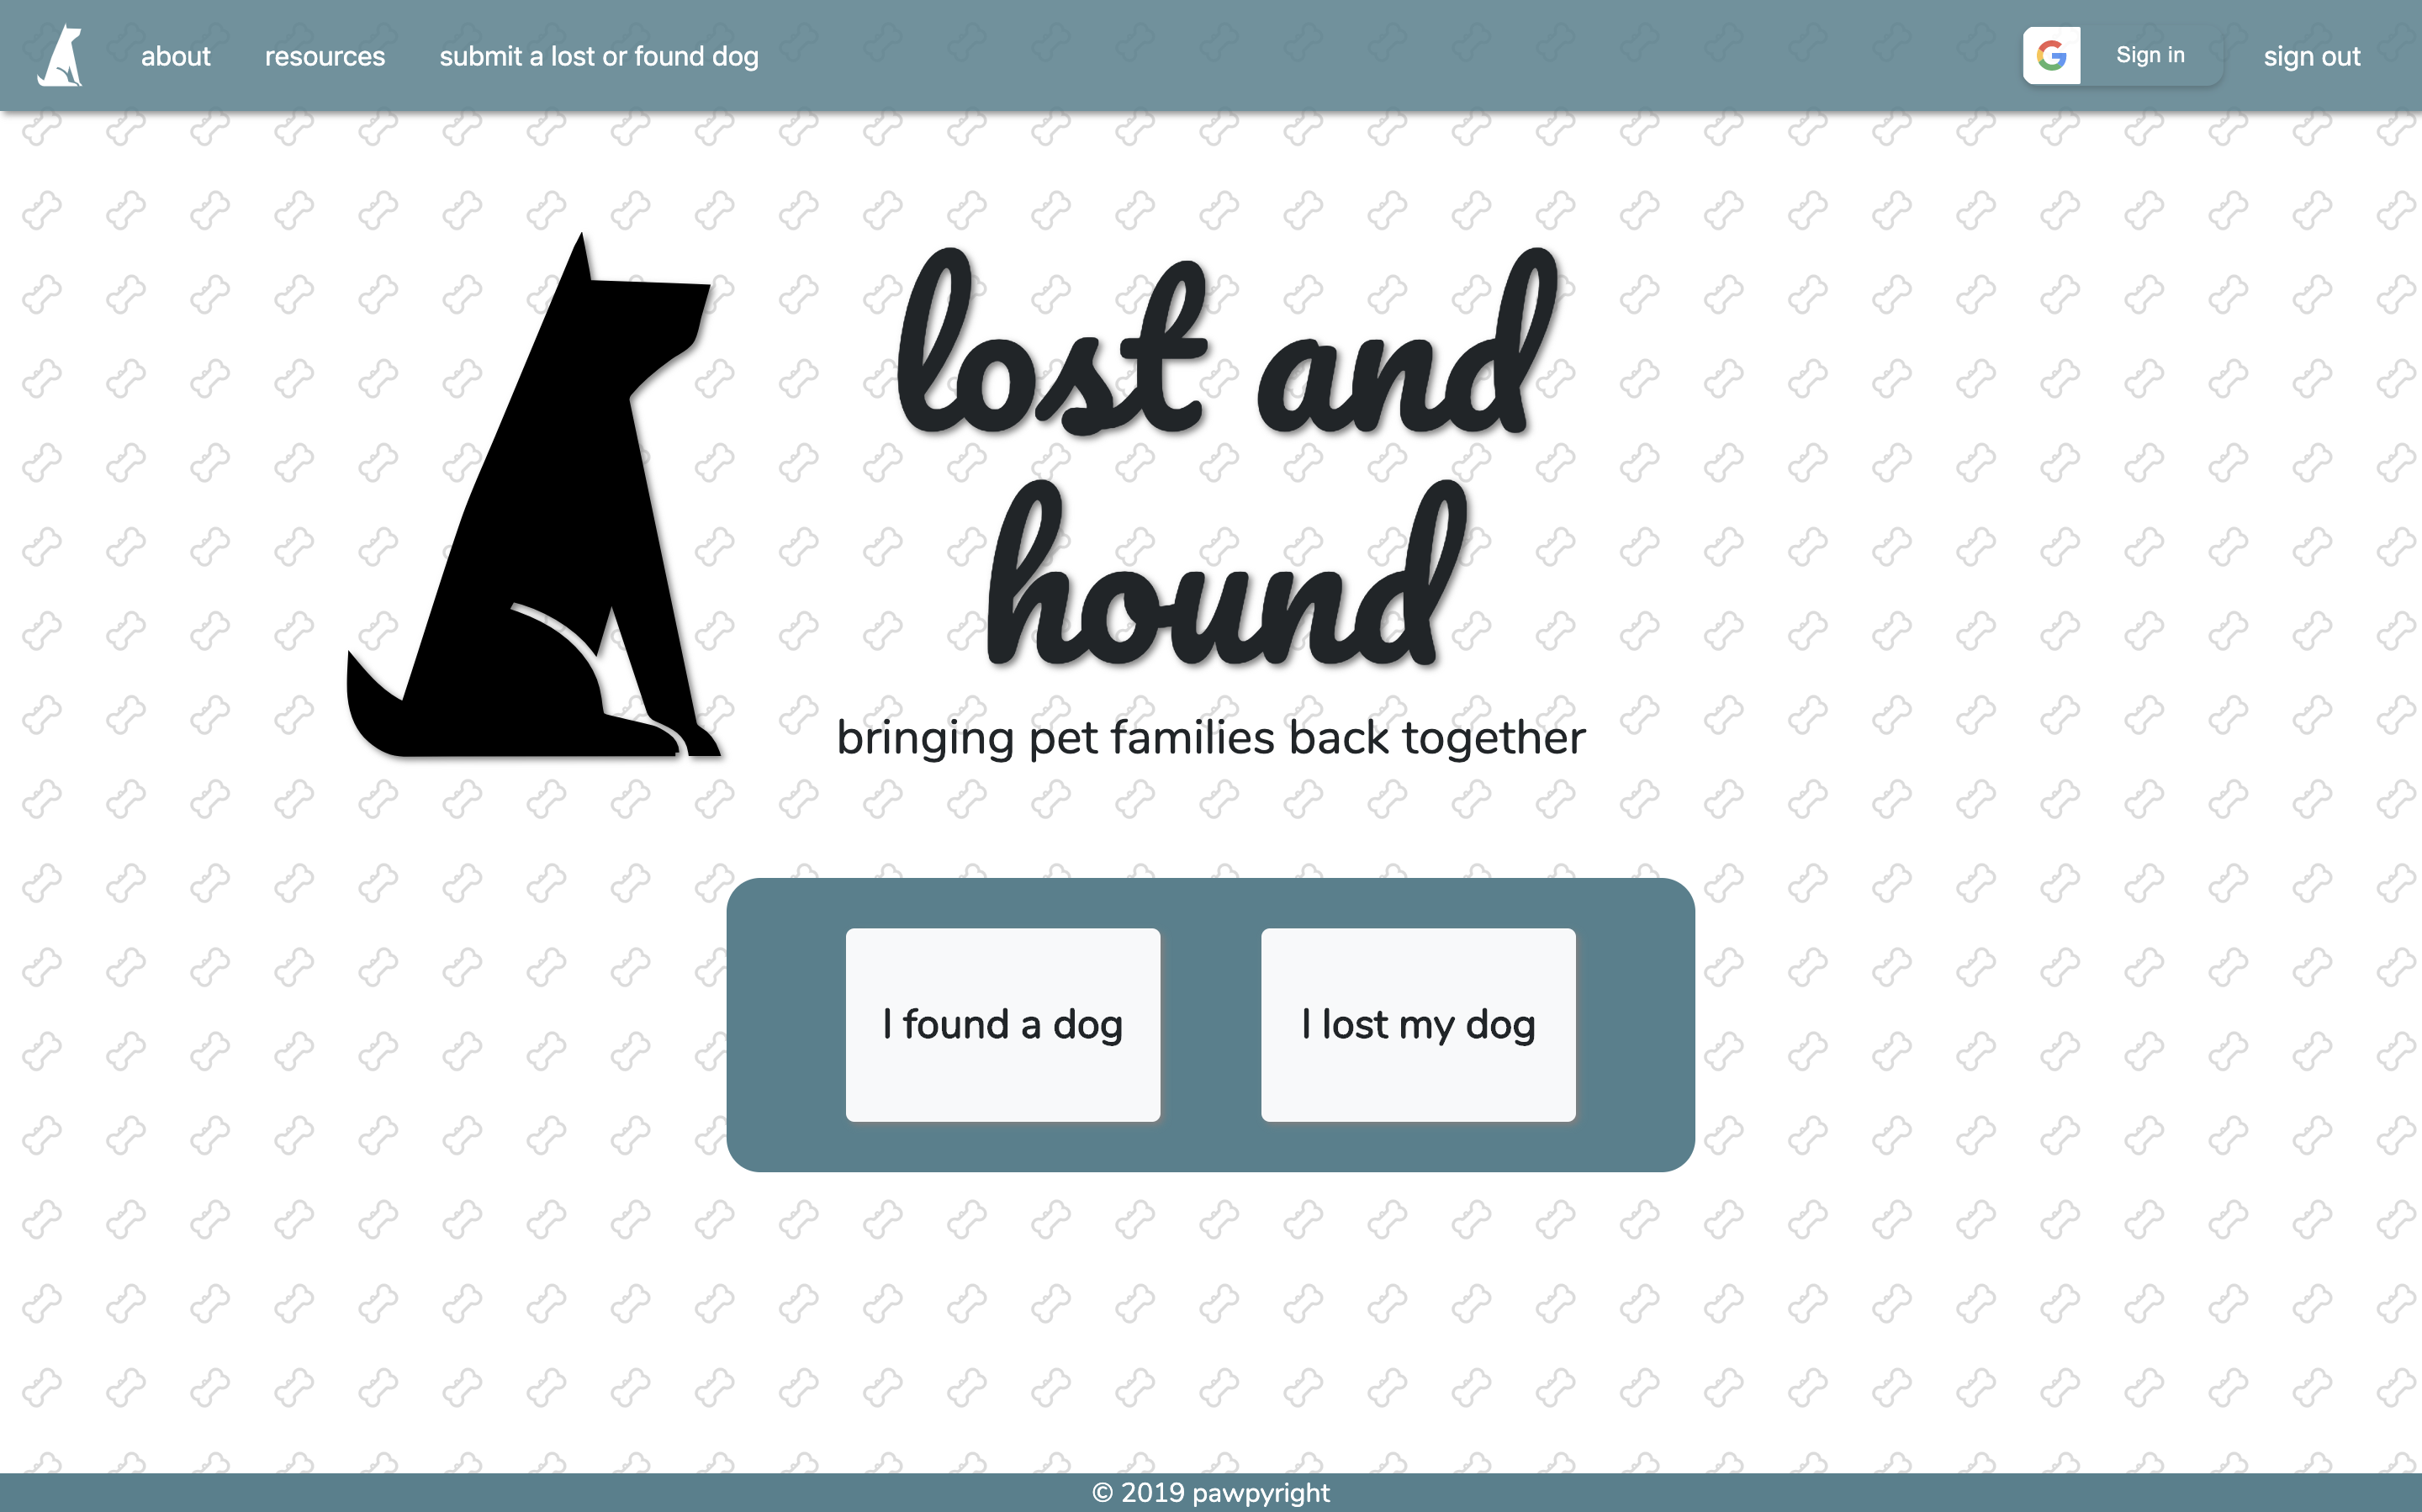 about resources submit a lost or found dog Sign in sign out
lost and
hound
bringing pet families back together
I found a dog I lost my dog
© 2019 pawpyright